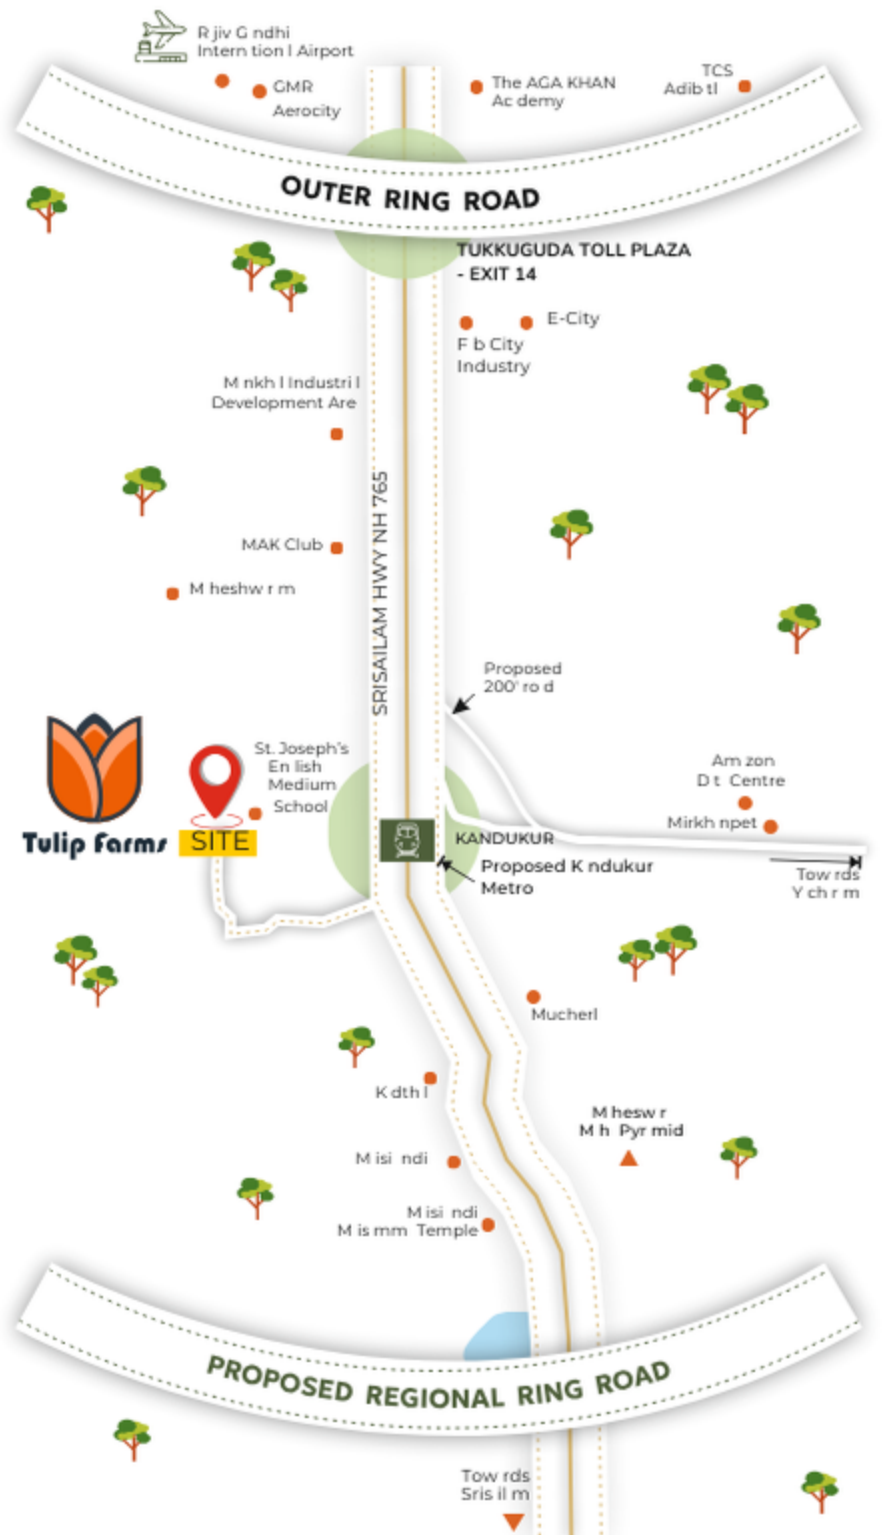 R jiv G ndhi
Intern tion l Airport
GMR
Aerocity
The AGA KHAN
Ac demy
TCS
Adib tl
OUTER RING ROAD
TUKKUGUDA TOLL PLAZA
- EXIT 14
E-City
F b City
Industry
M nkh l Industri l
Development Are
SRISAILAM HWY NH 765
MAK Club
M heshw r m
Proposed
200' ro d
St. Joseph's
En lish
Medium
School
Tulip Farms
SITE
Am zon
D t Centre
Mirkh npet
KANDUKUR
Proposed K ndukur
Metro
Tow rds
Y ch r m
Mucherl
K dth l
M hesw r
M h Pyr mid
M isi ndi
M isi ndi
M is mm Temple
PROPOSED REGIONAL RING ROAD
Tow rds
Sris il m